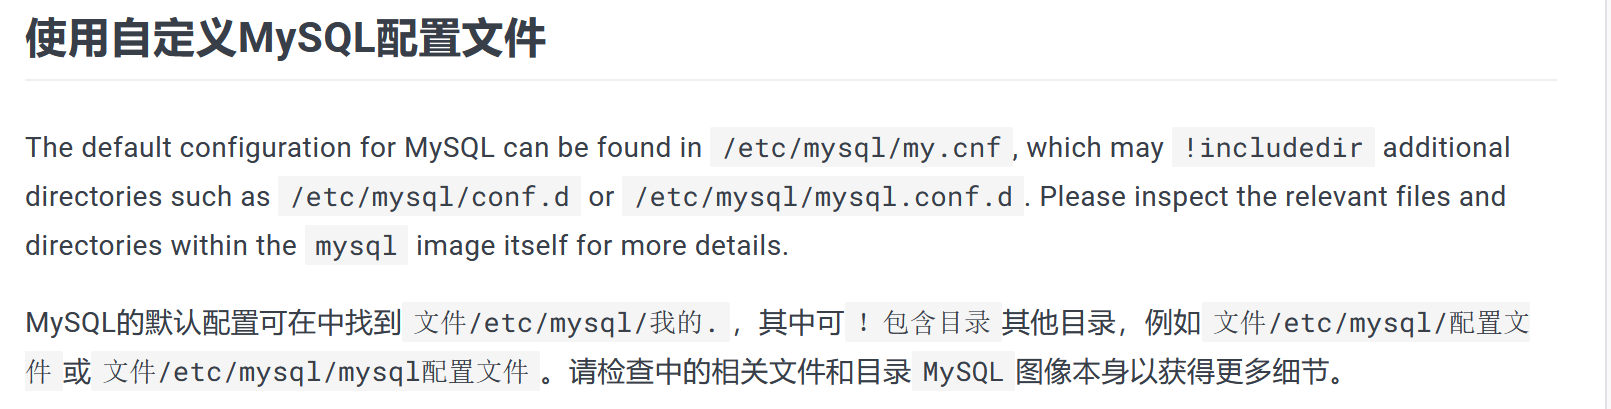 使用自定义MySQL配置文件
The default configuration for MySQL can be found in /etc/mysql/my.cnf, which may !includedir additional
directories such as /etc/mysql/conf.d or /etc/mysql/mysql.conf.d. Please inspect the relevant files and
directories within the mysql image itself for more details.
MySQL的默认配置可在中找到 文件/etc/mysql/我的. ，其中可 ！包含目录 其他目录，例如 文件/etc/mysql/配置文
件 或 文件/etc/mysql/mysql配置文件 。请检查中的相关文件和目录 MySQL 图像本身以获得更多细节。